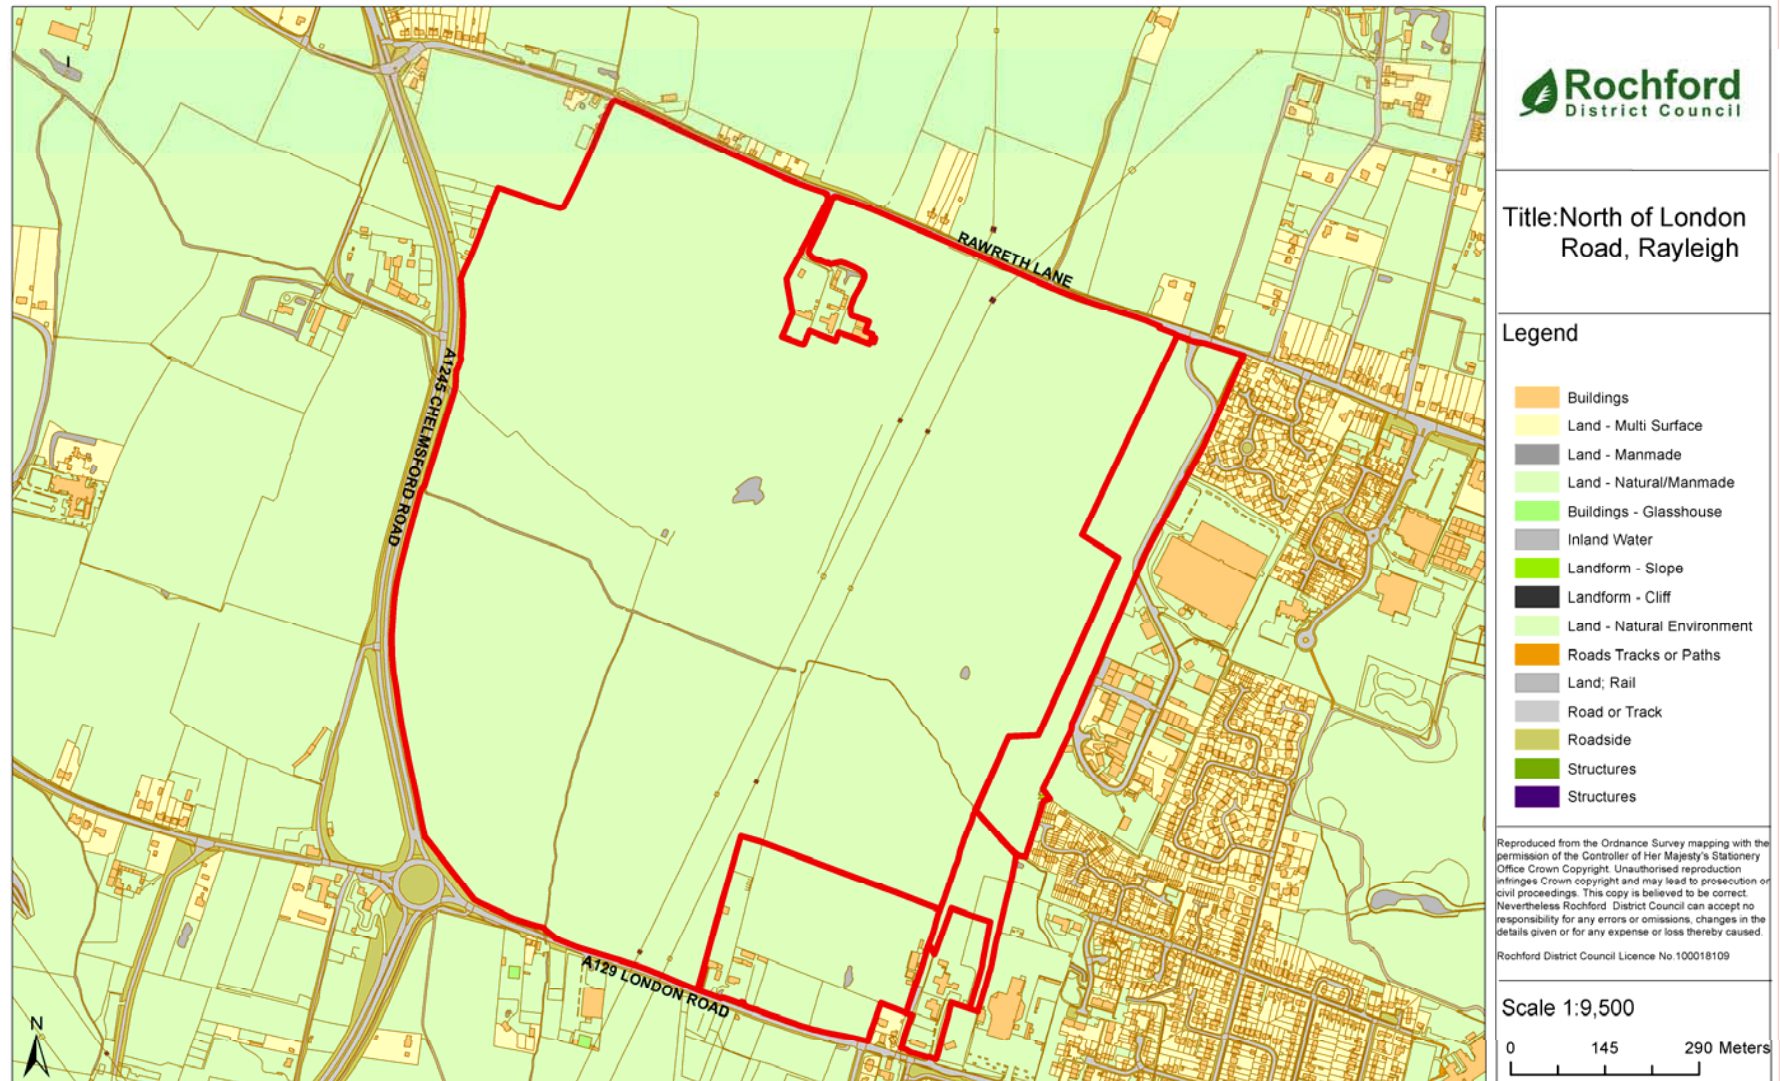 RAWRETH LANE
A1245 CHELMSFORD ROAD
A129 LONDON ROAD
N
Rochford
District Council
Title:North of London
Road, Rayleigh
Legend
Buildings
Land - Multi Surface
Land - Manmade
Land - Natural/Manmade
Buildings - Glasshouse
Inland Water
Landform - Slope
Landform - Cliff
Land - Natural Environment
Roads Tracks or Paths
Land; Rail
Road or Track
Roadside
Structures
Structures
Reproduced from the Ordnance Survey mapping with the
permission of the Controller of Her Majesty's Stationery
Office Crown Copyright. Unauthorised reproduction
infringes Crown copyright and may lead to prosecution or
civil proceedings. This copy is believed to be correct.
Nevertheless Rochford District Council can accept no
responsibility for any errors or omissions, changes in the
details given or for any expense or loss thereby caused.
Rochford District Council Licence No.100018109
Scale 1:9,500
0 145 290 Meters